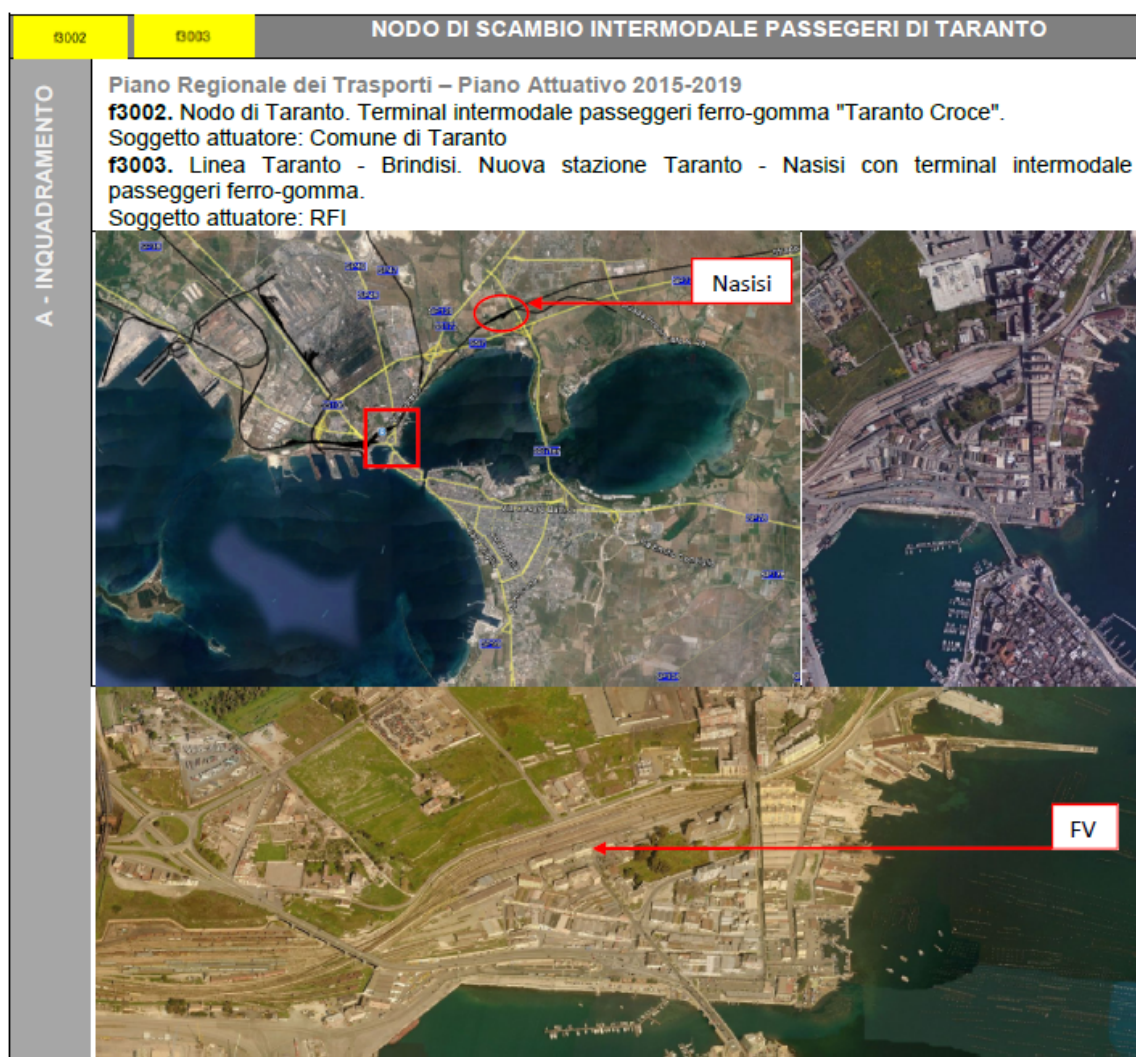 f3002
f3003
NODO DI SCAMBIO INTERMODALE PASSEGERI DI TARANTO
A - INQUADRAMENTO
Piano Regionale dei Trasporti – Piano Attuativo 2015-2019
f3002. Nodo di Taranto. Terminal intermodale passeggeri ferro-gomma "Taranto Croce".
Soggetto attuatore: Comune di Taranto
f3003. Linea Taranto - Brindisi. Nuova stazione Taranto - Nasisi con terminal intermodale
passeggeri ferro-gomma.
Soggetto attuatore: RFI
Nasisi
FV